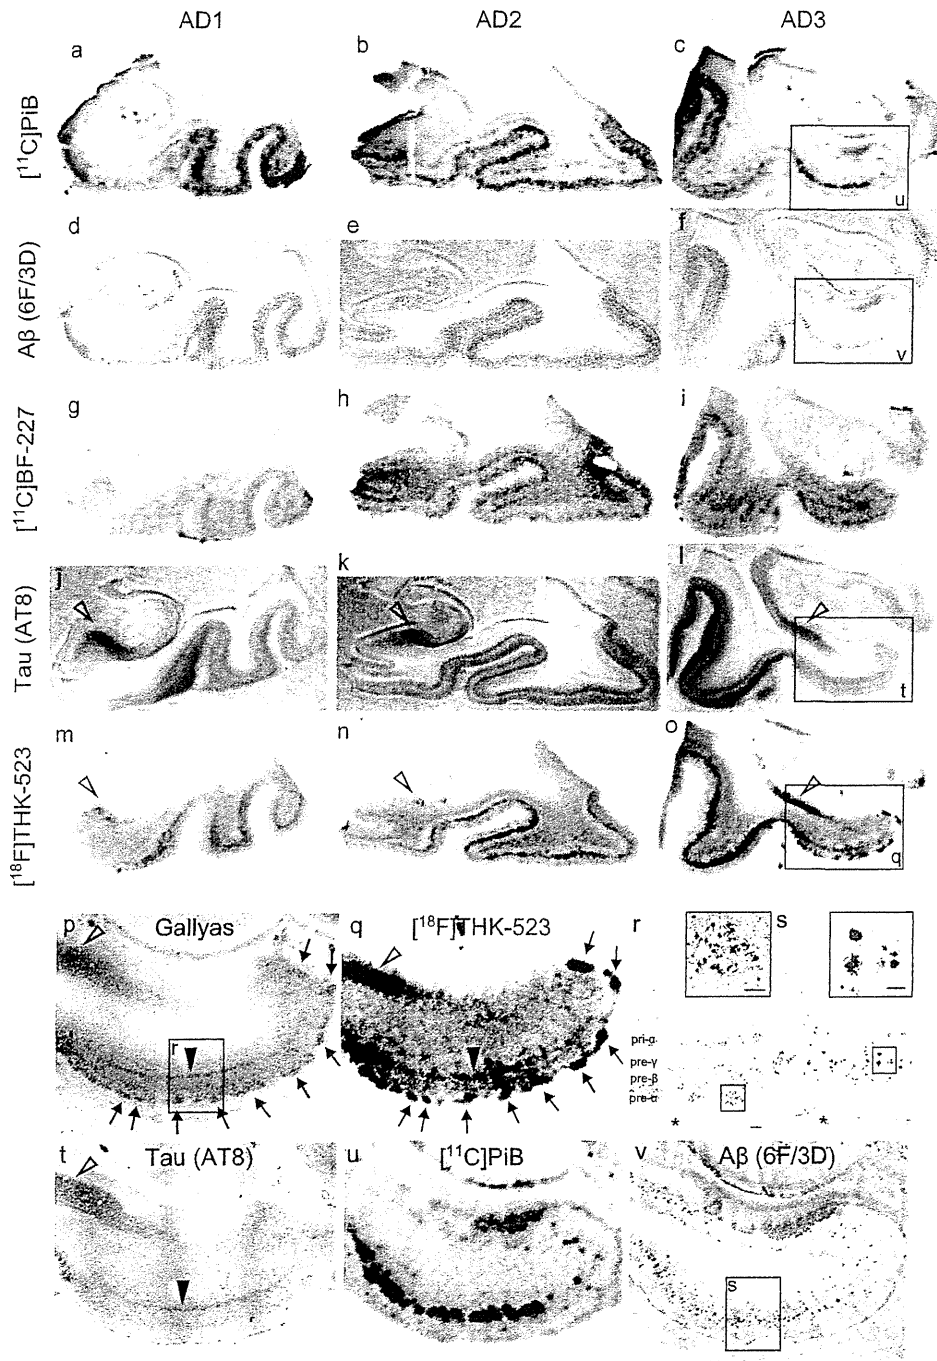 AD1 AD2 AD3
a b c
[¹¹C]PiB
u
d e f
Aβ (6F/3D)
v
g h i
[¹¹C]BF-227
j k l
Tau (AT8)
t
m n o
[¹⁸F]THK-523
q
p Gallyas q [¹⁸F]THK-523 r s
r
pri-α
pre-γ
pre-β
pre-α
* *
t Tau (AT8) u [¹¹C]PiB v Aβ (6F/3D)
s